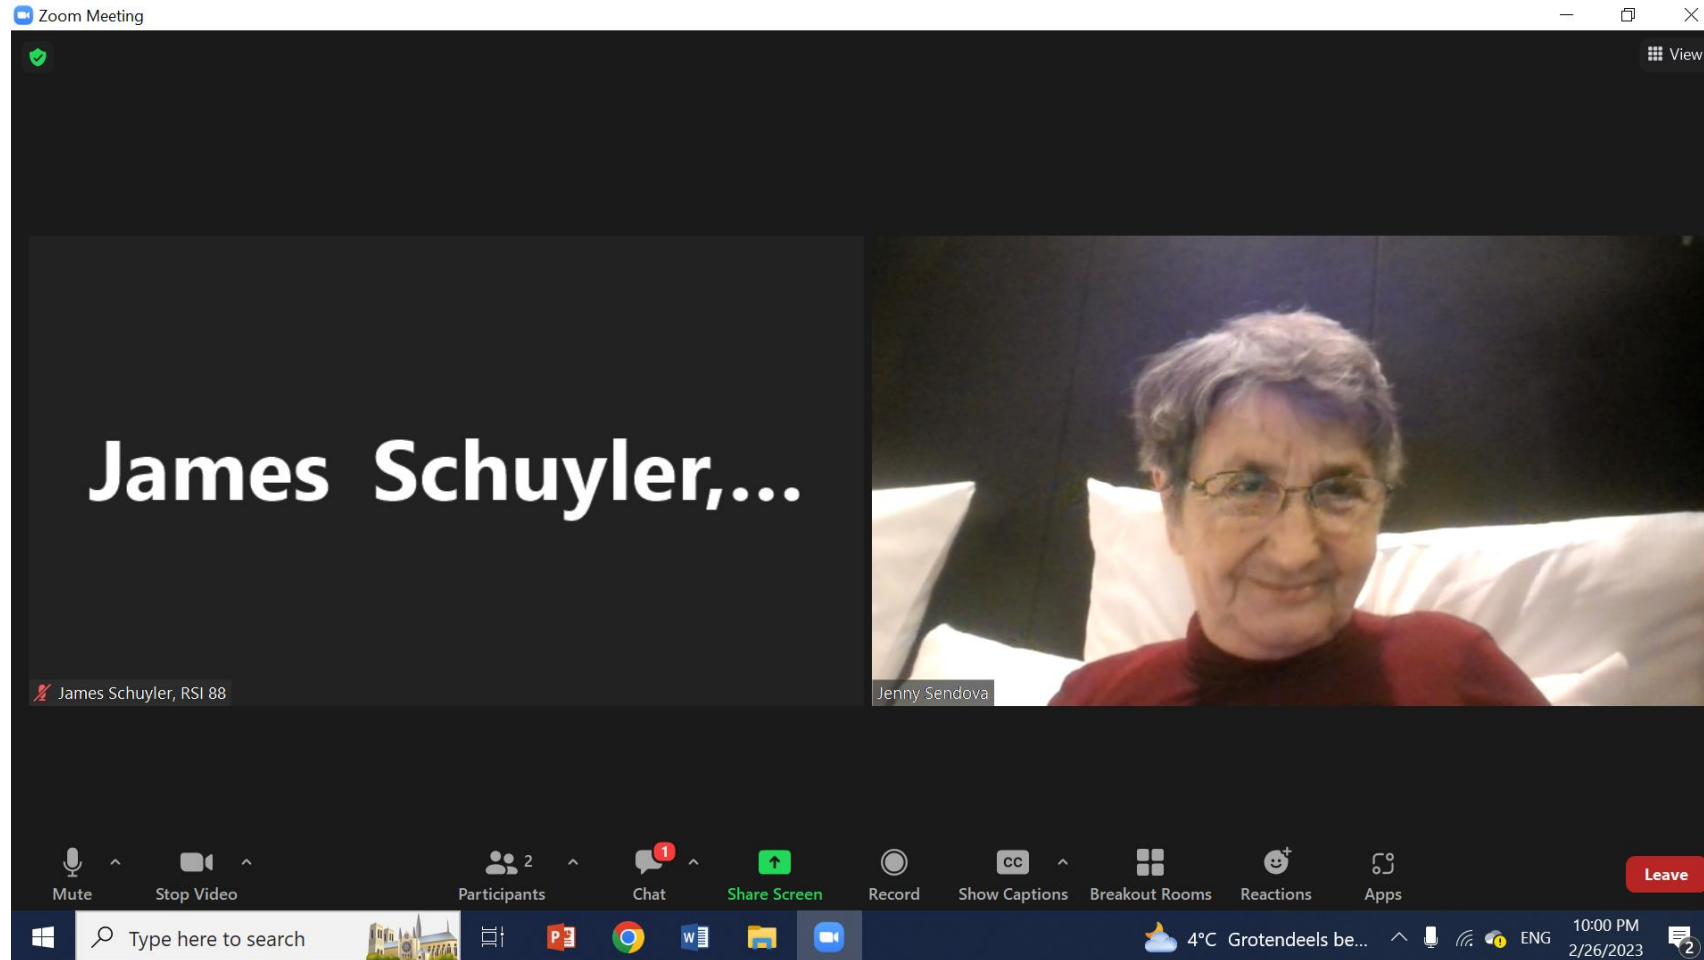 Zoom Meeting
View
James Schuyler,...
James Schuyler, RSI 88
Jenny Sendova
2
1
CC
CC
Mute
Stop Video
Participants
Chat
Share Screen
Record
Show Captions
Breakout Rooms
Reactions
Apps
Leave
Type here to search
P
W
4°C Grotendeels be...
ENG
10:00 PM
2/26/2023
2